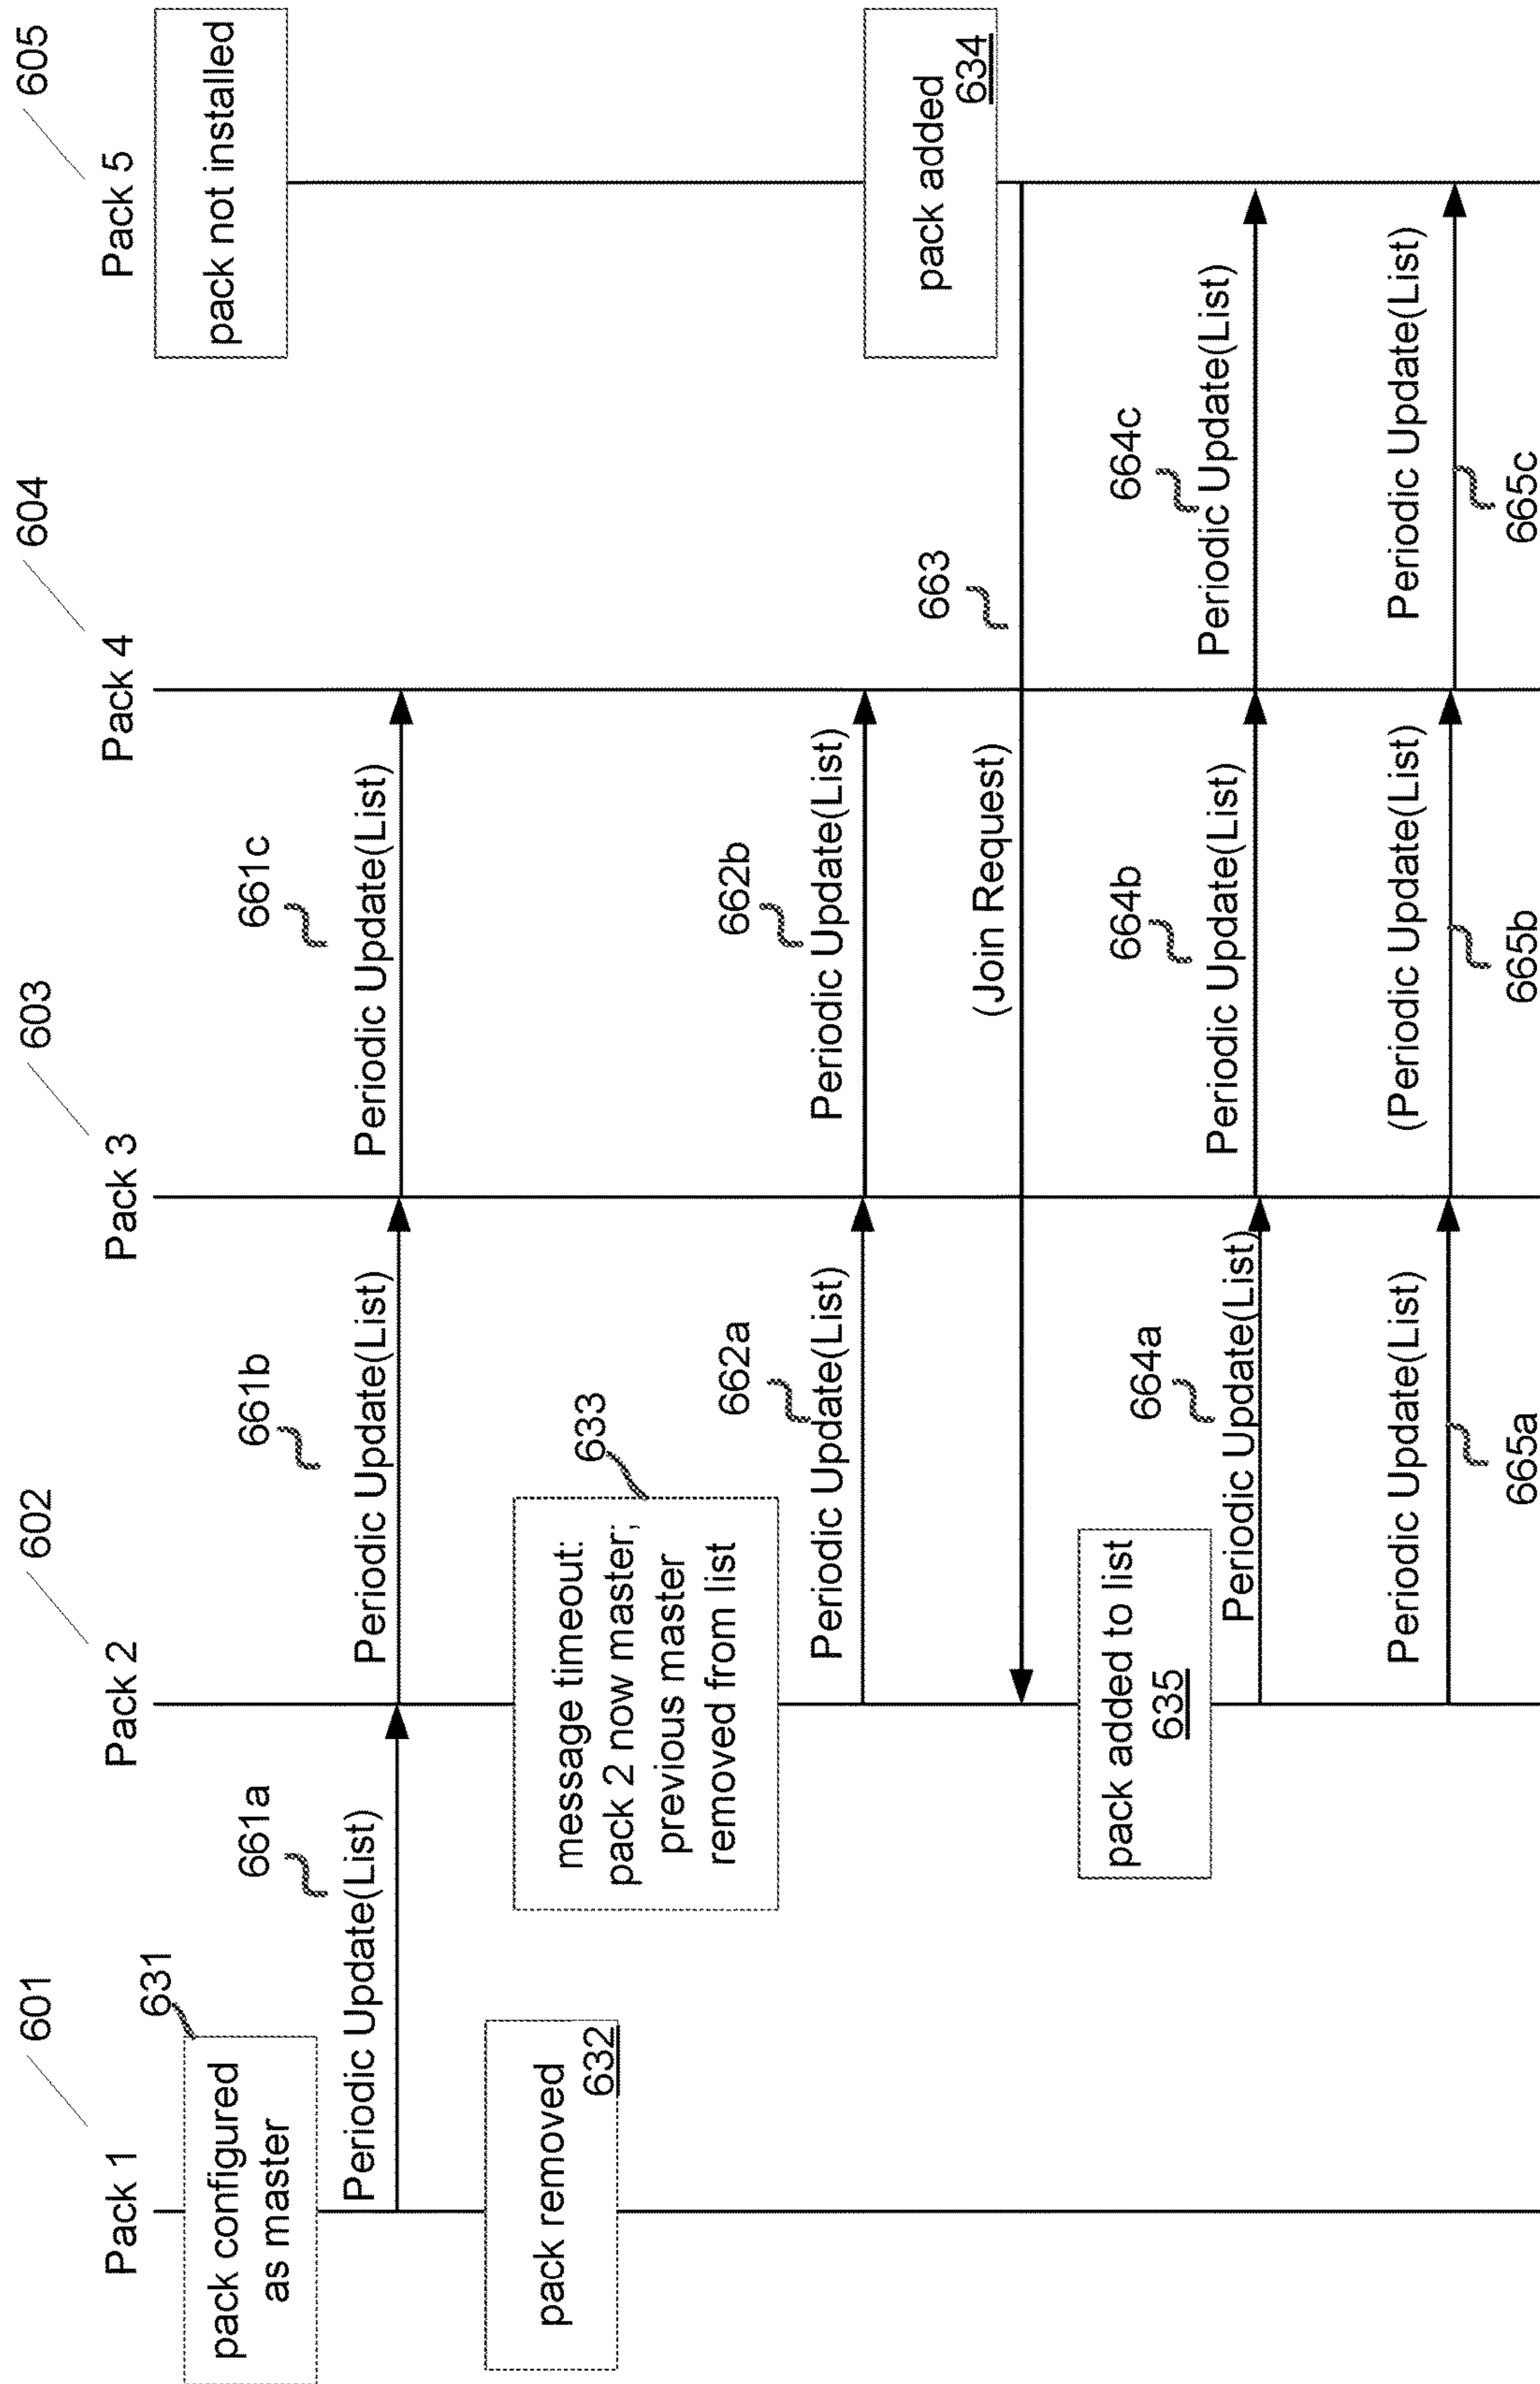 601
602
603
604
605
Pack 1
Pack 2
Pack 3
Pack 4
Pack 5
631
pack configured
as master
pack not installed
661a
661b
661c
Periodic Update(List)
Periodic Update(List)
Periodic Update(List)
pack removed
632
633
message timeout:
pack 2 now master;
previous master
removed from list
662a
662b
Periodic Update(List)
Periodic Update(List)
pack added
634
663
(Join Request)
pack added to list
635
664a
664b
664c
Periodic Update(List)
Periodic Update(List)
Periodic Update(List)
Periodic Update(List)
(Periodic Update(List)
Periodic Update(List)
665a
665b
665c